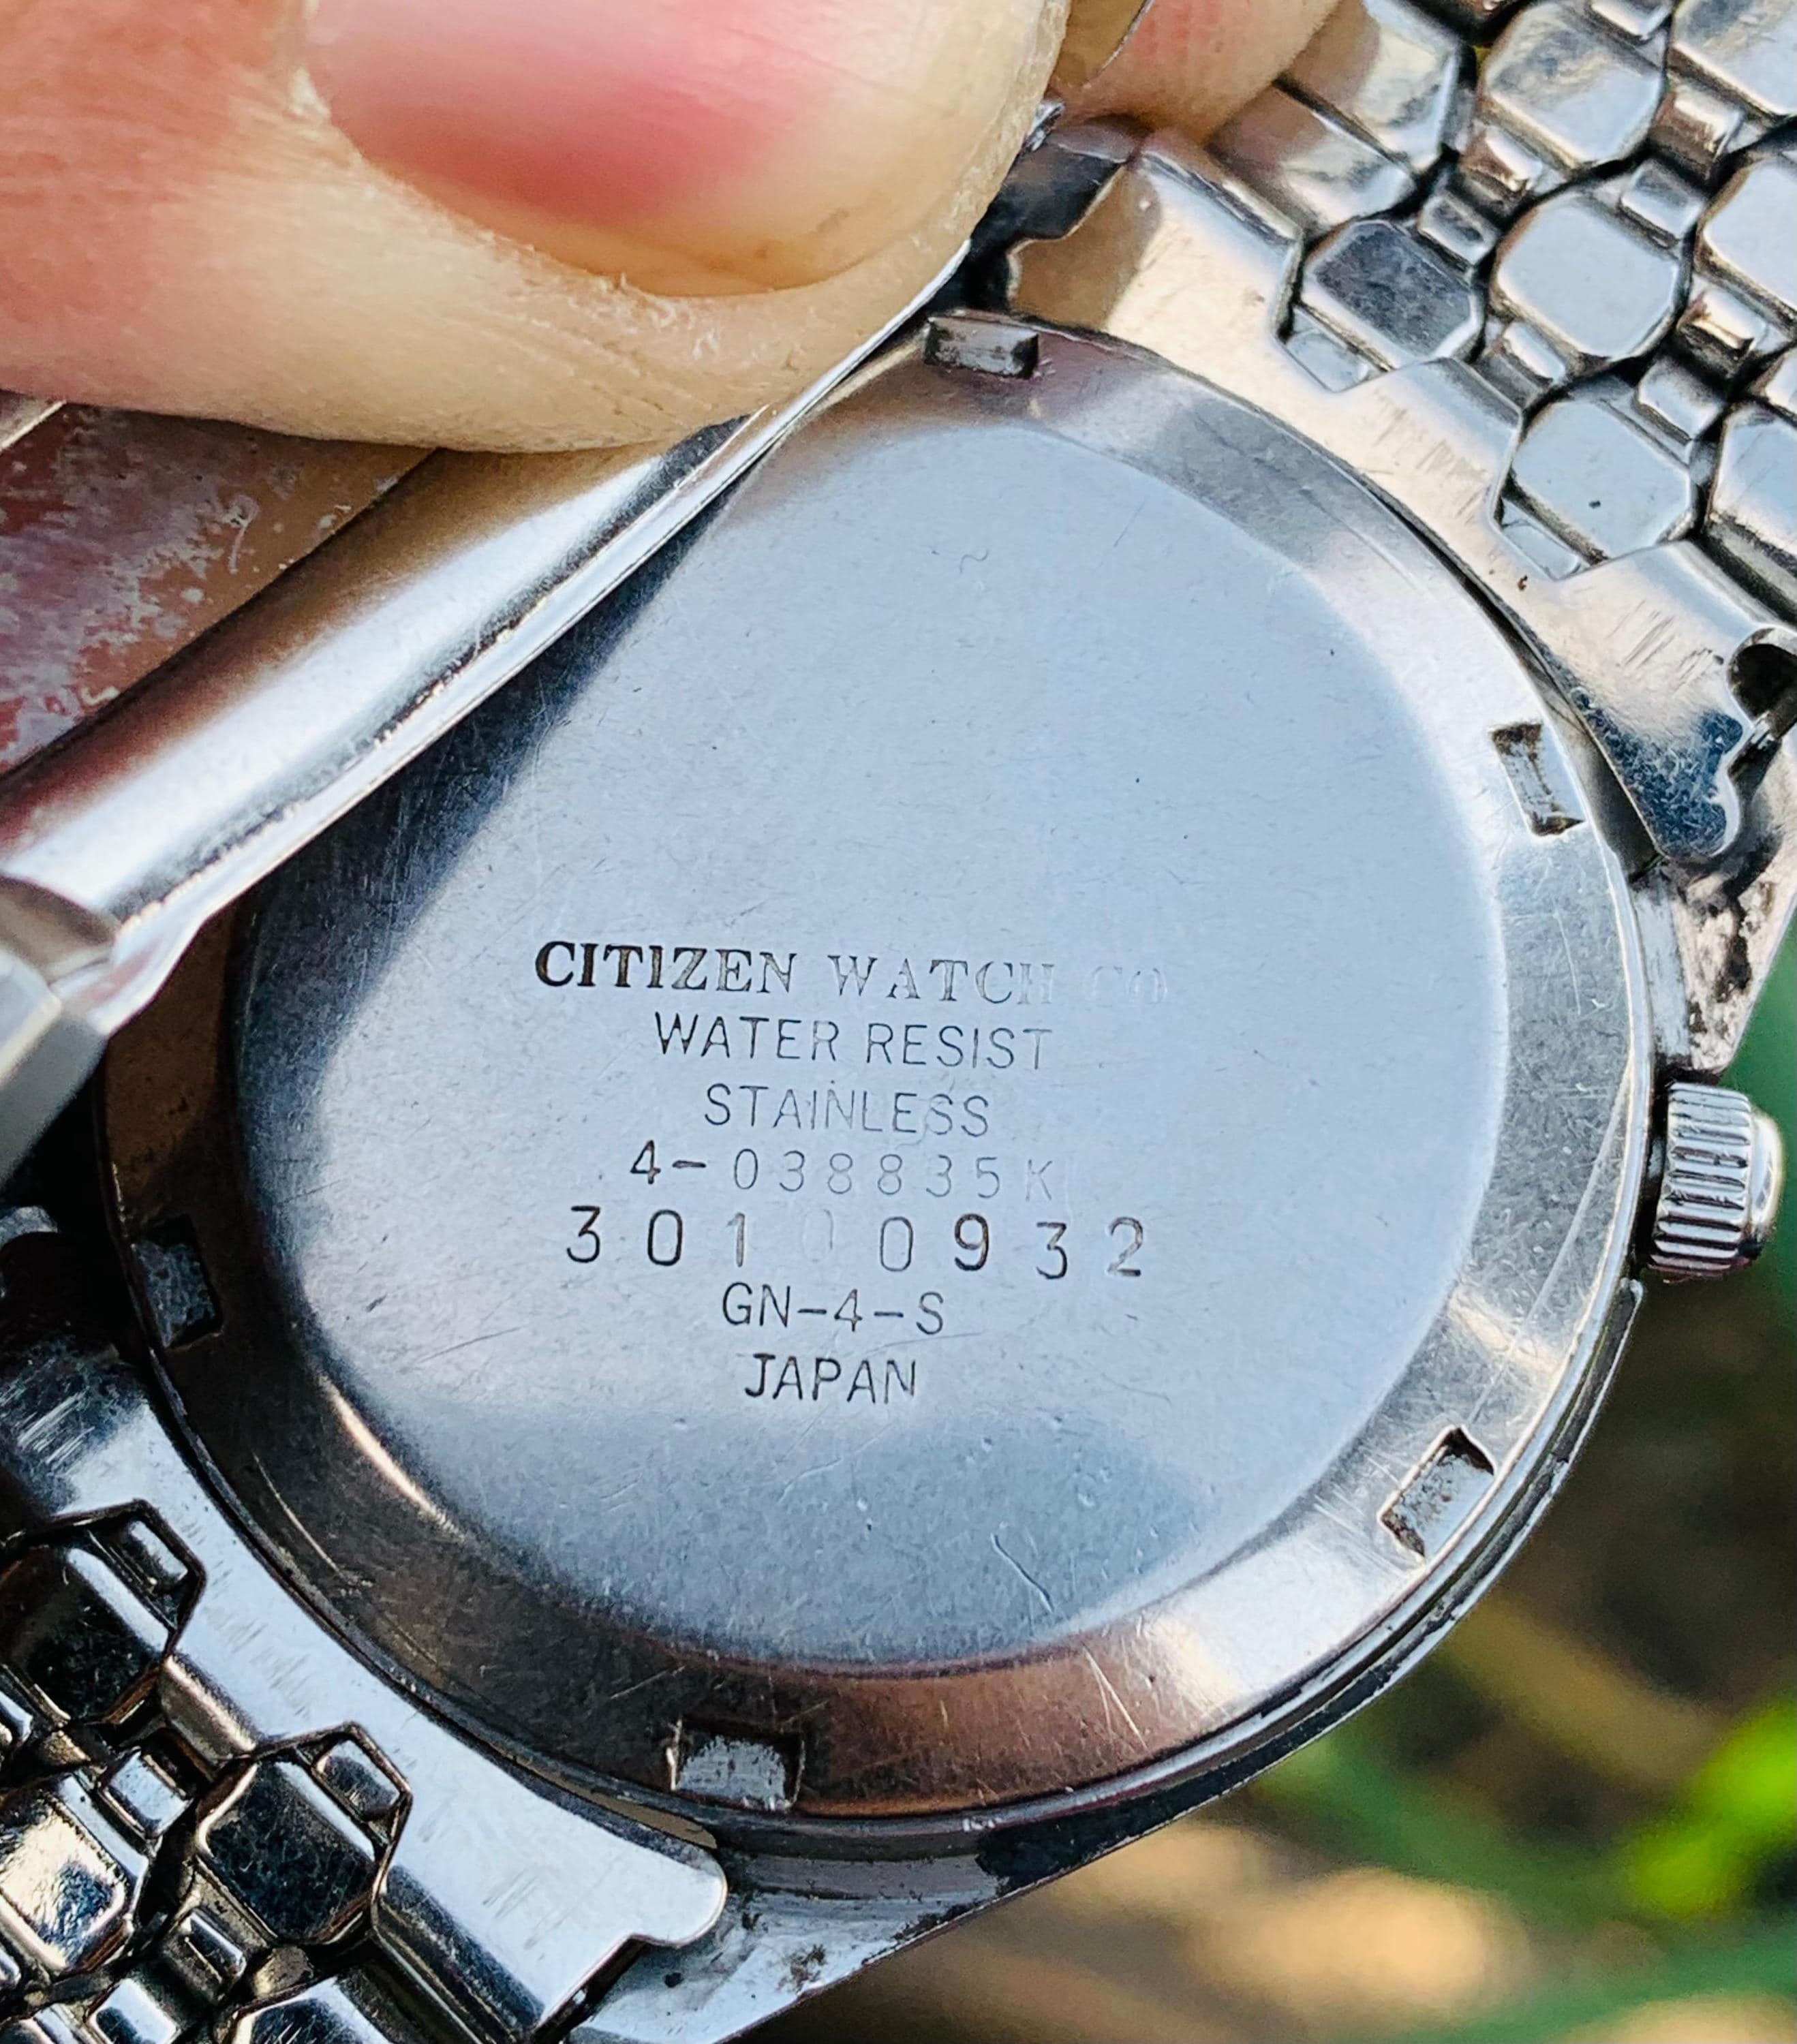 CITIZEN WATCH CO
WATER RESIST
STAINLESS
4-038835K
30100932
GN-4-S
JAPAN